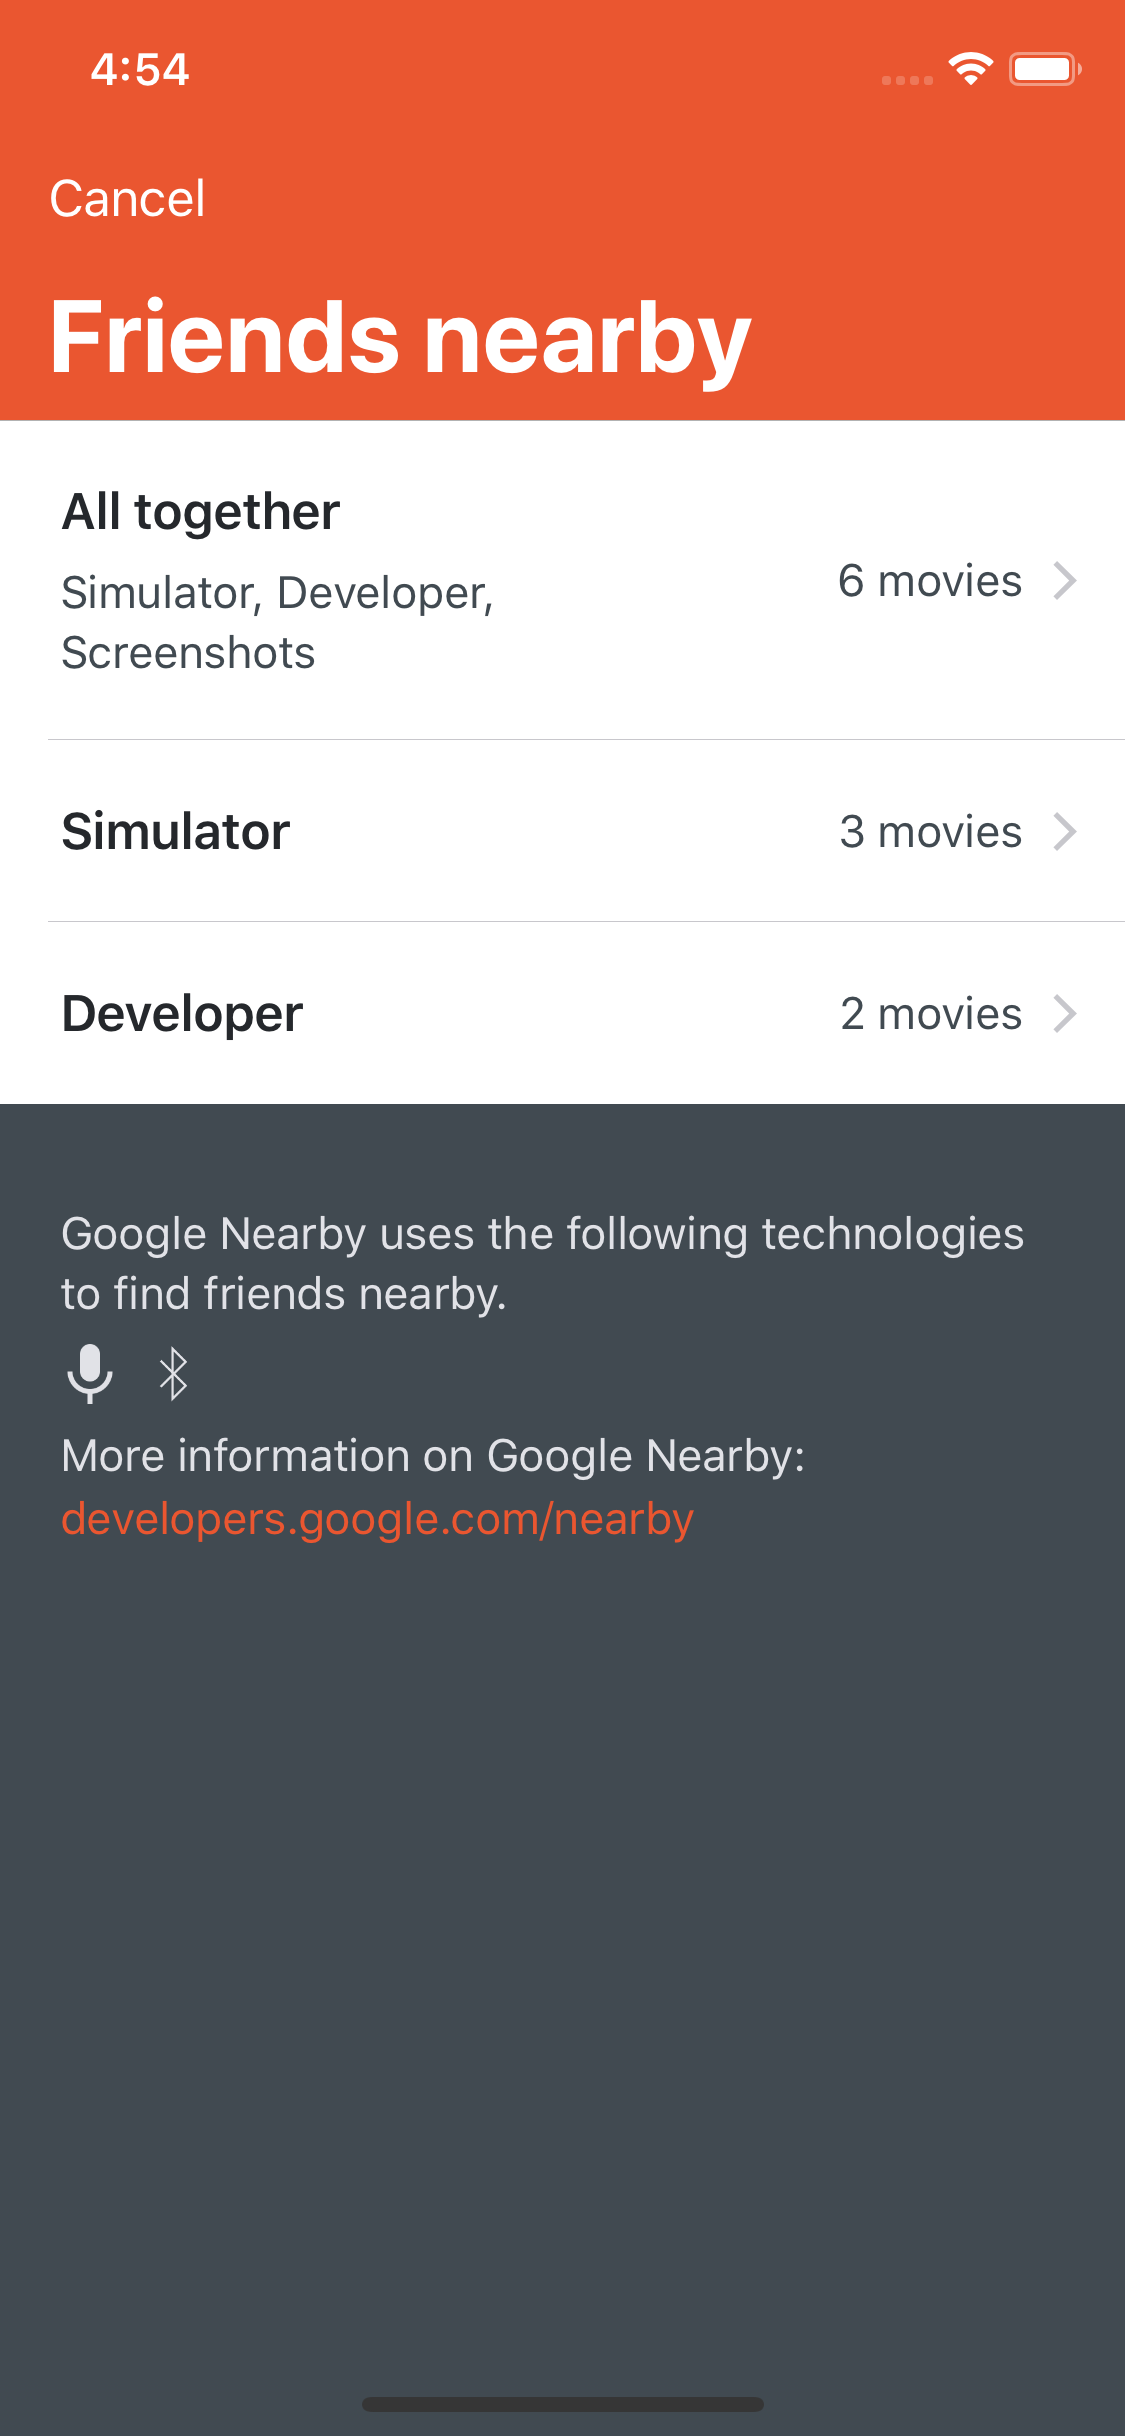 4:54
Cancel
Friends nearby
All together
Simulator, Developer,
Screenshots
6 movies
Simulator
3 movies
Developer
2 movies
Google Nearby uses the following technologies
to find friends nearby.
More information on Google Nearby:
developers.google.com/nearby